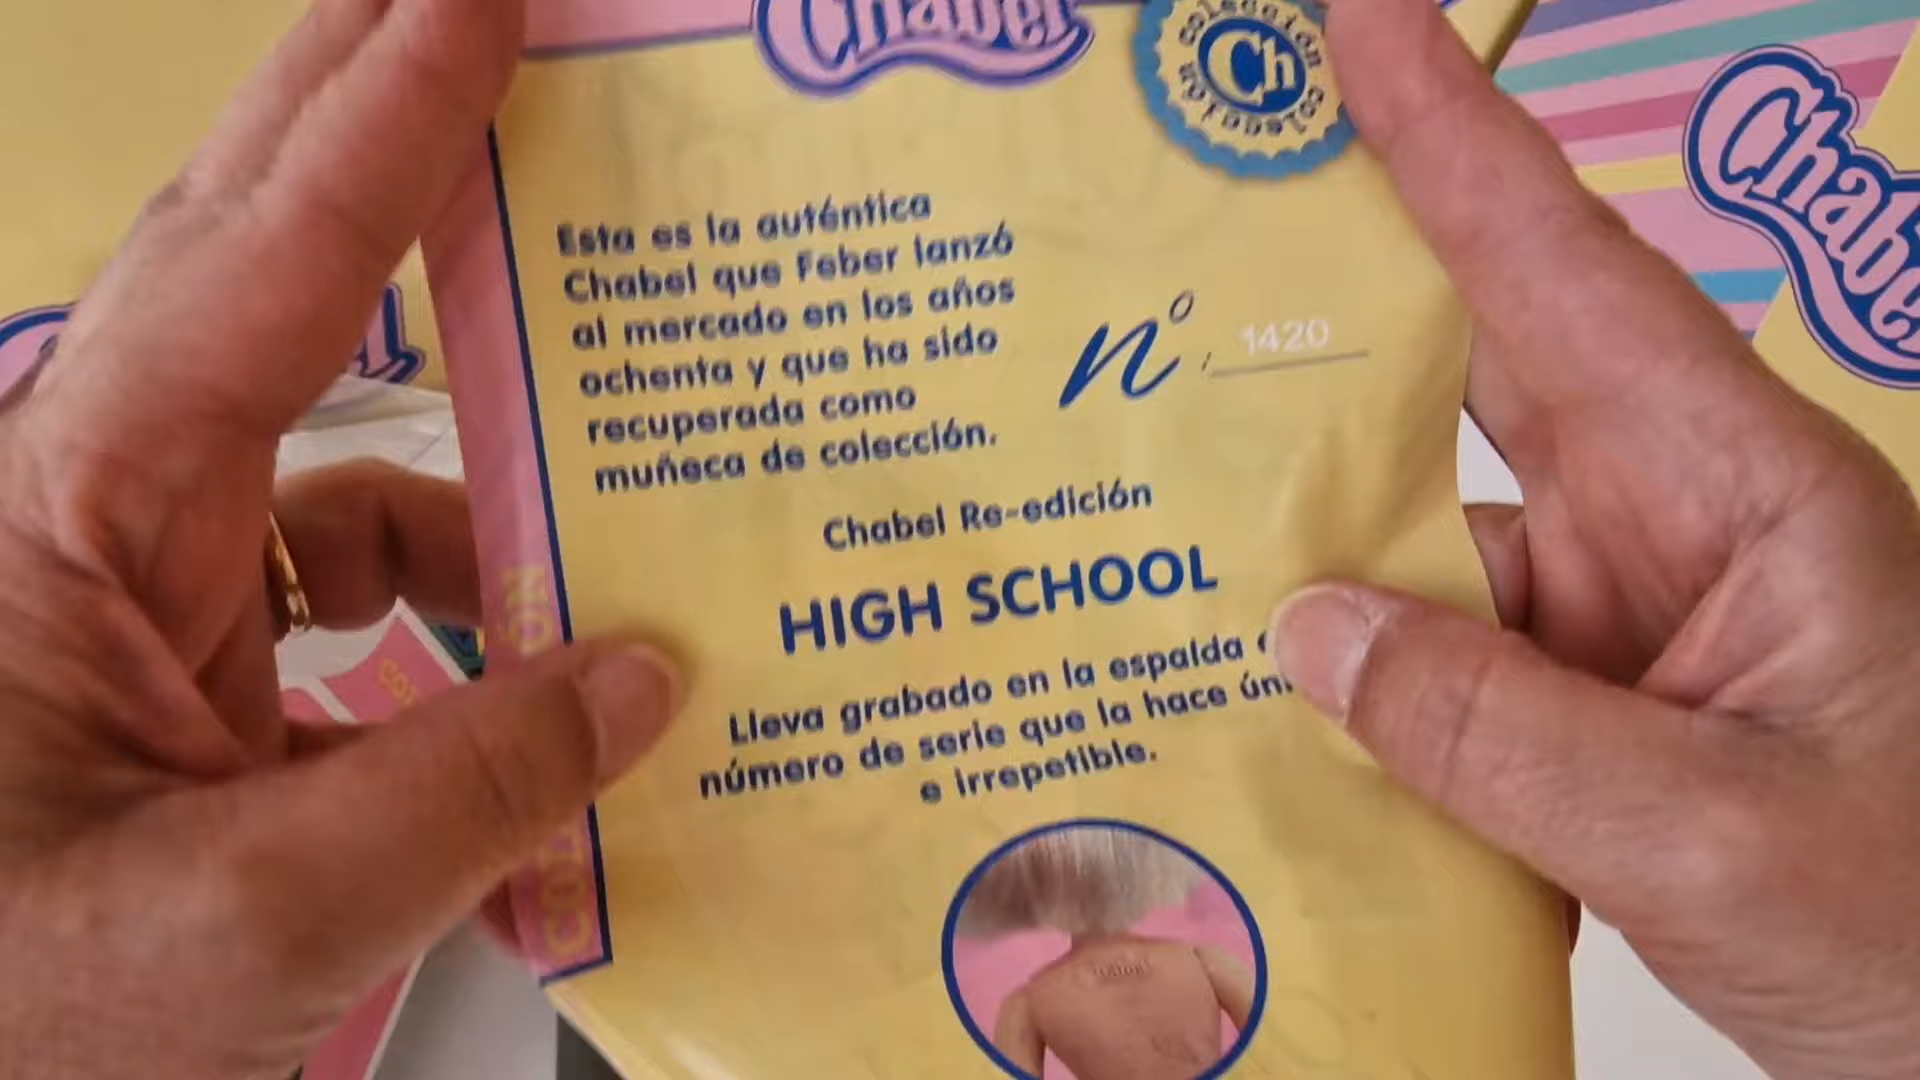 Chabel
colección colección
Ch
Esta es la auténtica
Chabel que Feber lanzó
al mercado en los años
ochenta y que ha sido
recuperada como
muñeca de colección.
nº 1420
Chabel Re-edición
HIGH SCHOOL
Lleva grabado en la espalda
número de serie que la hace
e irrepetible.
Chabel